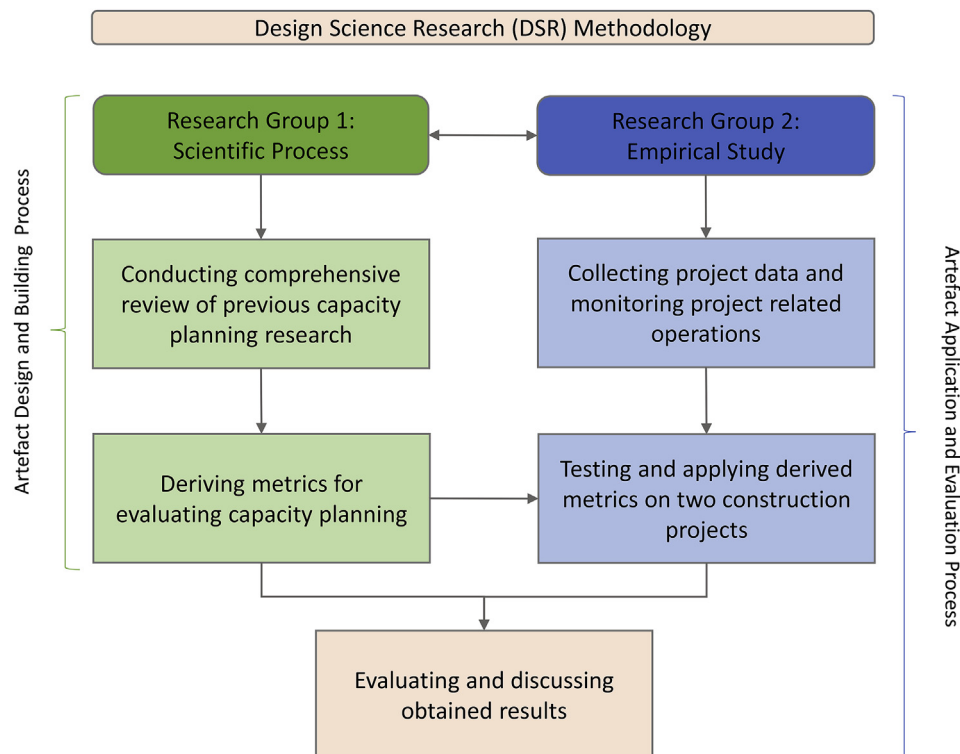 Design Science Research (DSR) Methodology
Research Group 1:
Scientific Process
Research Group 2:
Empirical Study
Artefact Design and Building Process
Conducting comprehensive
review of previous capacity
planning research
Collecting project data and
monitoring project related
operations
Artefact Application and Evaluation Process
Deriving metrics for
evaluating capacity planning
Testing and applying derived
metrics on two construction
projects
Evaluating and discussing
obtained results